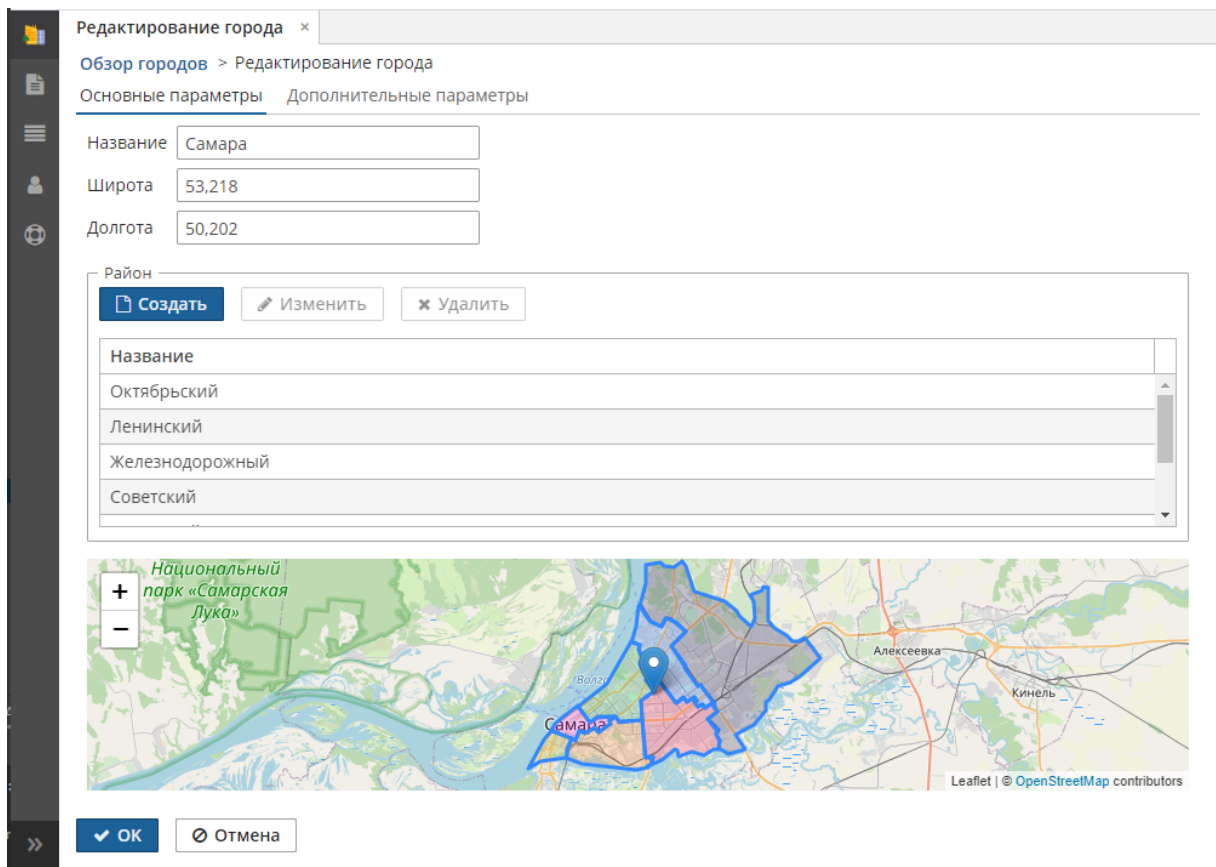 Редактирование города ×
Обзор городов > Редактирование города
Основные параметры Дополнительные параметры
Название Самара
Широта 53,218
Долгота 50,202
Район
Создать Изменить Удалить
Название
Октябрьский
Ленинский
Железнодорожный
Советский
Национальный
парк «Самарская
Лука»
+
−
Алексеевка
Волга
Кинель
Самара
Leaflet | © OpenStreetMap contributors
OK Отмена